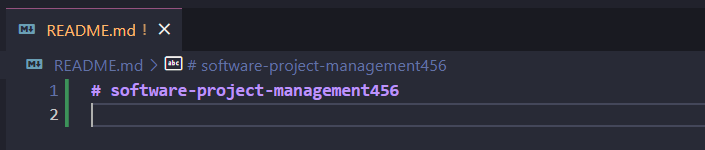 README.md !
README.md > # software-project-management456
1 # software-project-management456
2